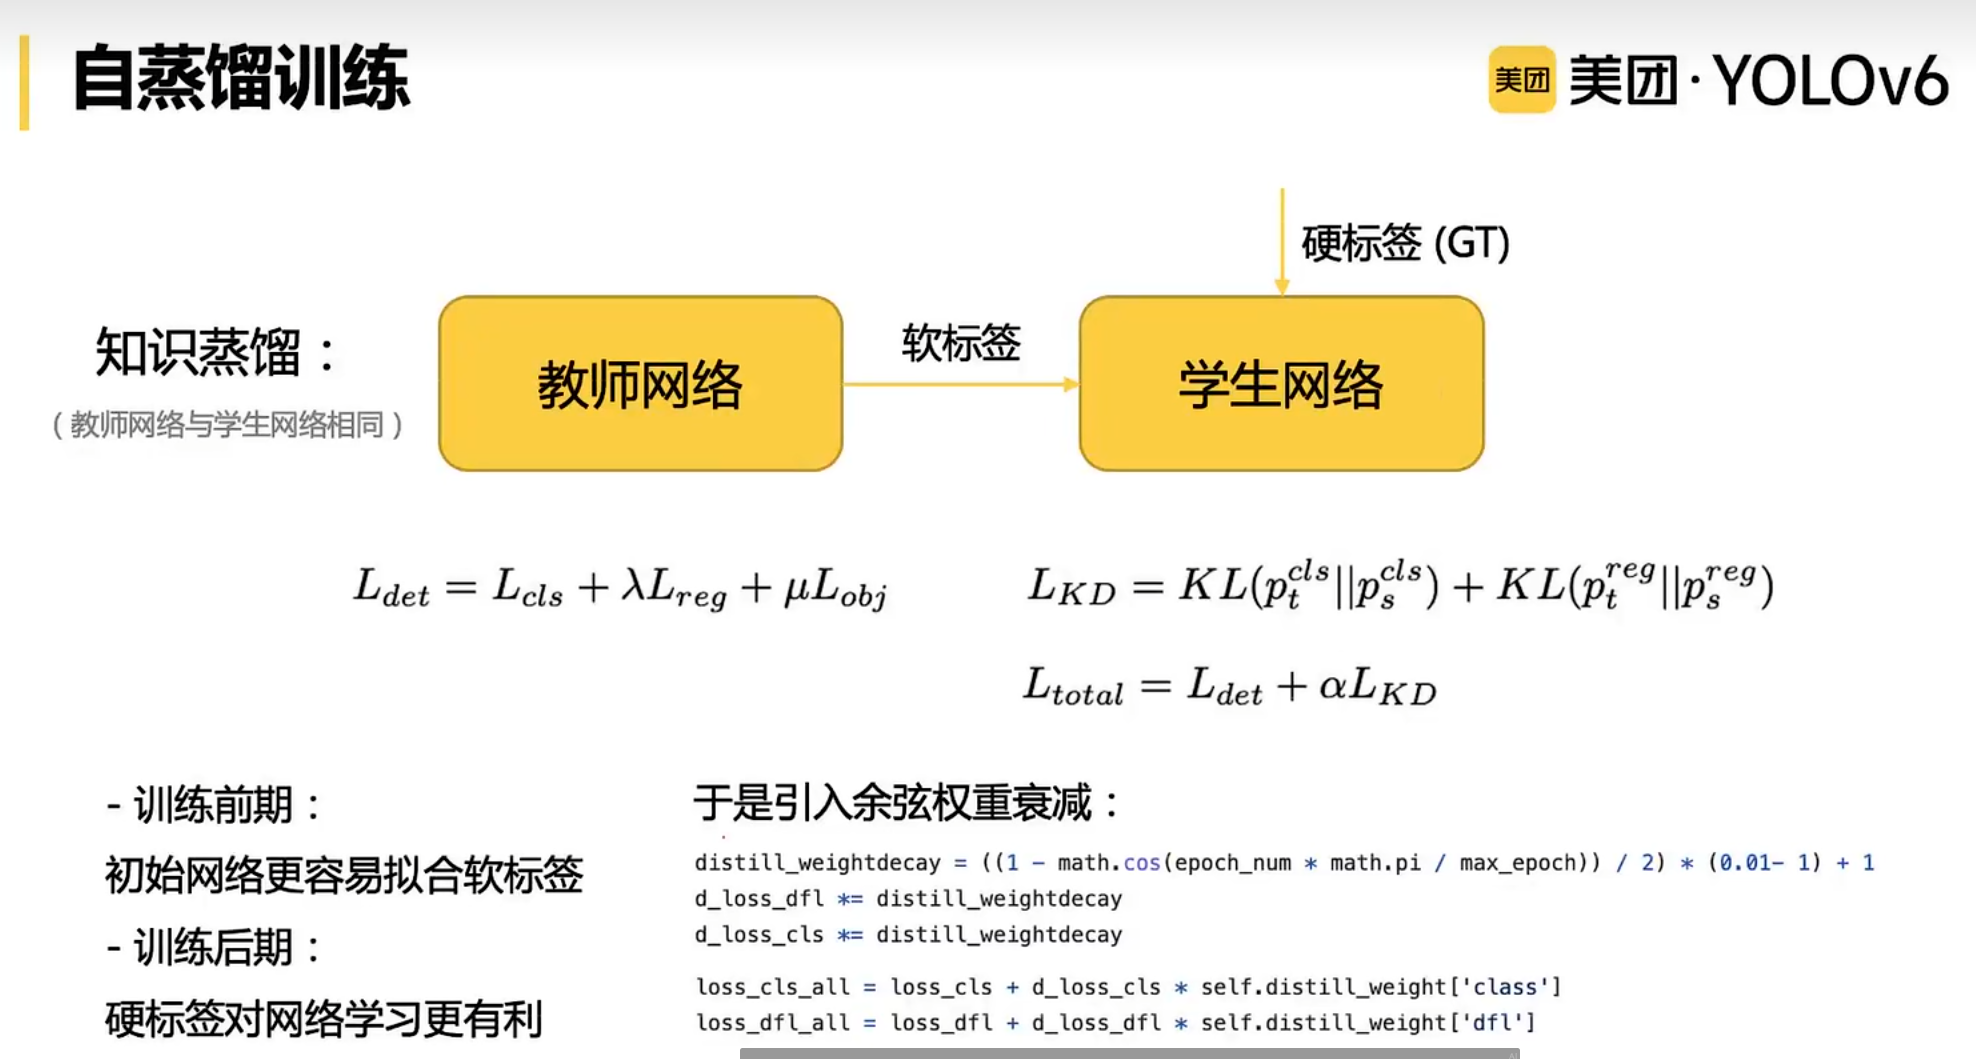 自蒸馏训练
美团 美团·YOLOv6
硬标签 (GT)
知识蒸馏：
（教师网络与学生网络相同）
教师网络
软标签
学生网络
L_{det} = L_{cls} + λL_{reg} + μL_{obj}
L_{KD} = KL(p_t^{cls}||p_s^{cls}) + KL(p_t^{reg}||p_s^{reg})
L_{total} = L_{det} + αL_{KD}
- 训练前期：
初始网络更容易拟合软标签
- 训练后期：
硬标签对网络学习更有利
于是引入余弦权重衰减：
distill_weightdecay = ((1 - math.cos(epoch_num * math.pi / max_epoch)) / 2) * (0.01- 1) + 1
d_loss_dfl *= distill_weightdecay
d_loss_cls *= distill_weightdecay
loss_cls_all = loss_cls + d_loss_cls * self.distill_weight['class']
loss_dfl_all = loss_dfl + d_loss_dfl * self.distill_weight['dfl']